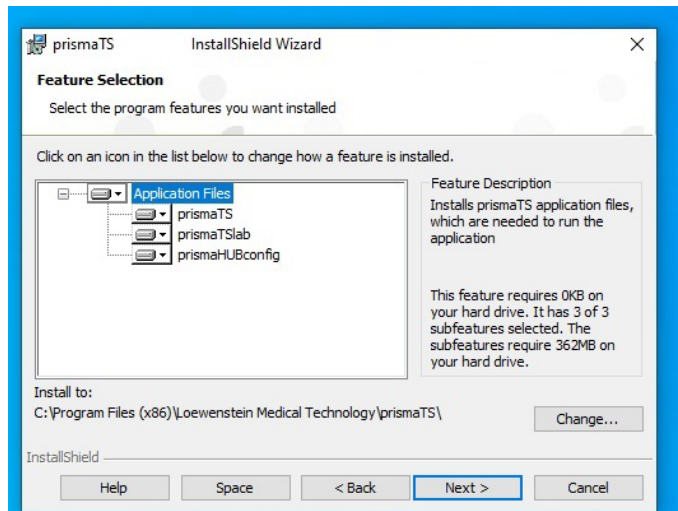 prismaTS InstallShield Wizard
Feature Selection
Select the program features you want installed
Click on an icon in the list below to change how a feature is installed.
Application Files
prismaTS
prismaTSlab
prismaHUBconfig
Feature Description
Installs prismaTS application files,
which are needed to run the
application
This feature requires 0KB on
your hard drive. It has 3 of 3
subfeatures selected. The
subfeatures require 362MB on
your hard drive.
Install to:
C:\Program Files (x86)\Loewenstein Medical Technology\prismaTS\
Change...
InstallShield
Help
Space
< Back
Next >
Cancel